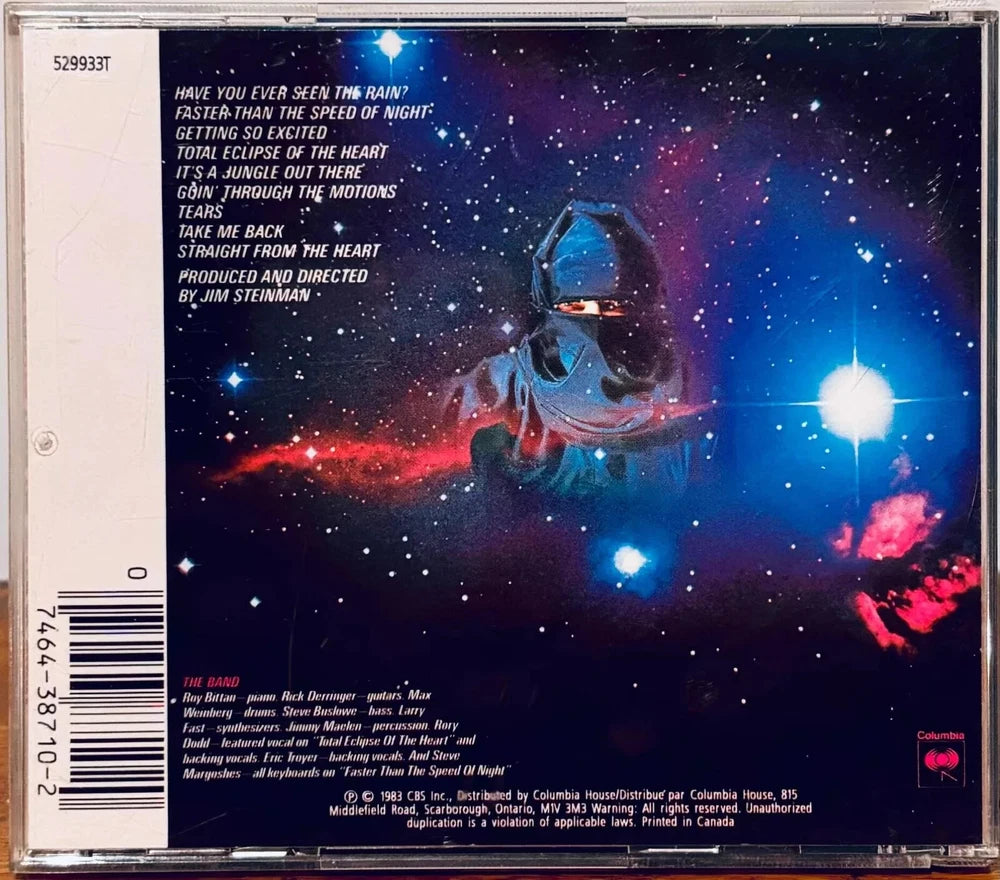 529933T
HAVE YOU EVER SEEN THE RAIN?
FASTER THAN THE SPEED OF NIGHT
GETTING SO EXCITED
TOTAL ECLIPSE OF THE HEART
IT'S A JUNGLE OUT THERE
GOIN' THROUGH THE MOTIONS
TEARS
TAKE ME BACK
STRAIGHT FROM THE HEART
PRODUCED AND DIRECTED
BY JIM STEINMAN
0
7464-38710-2
THE BAND
Roy Bittan—piano. Rick Derringer—guitars. Max
Weinberg—drums. Steve Buslowe—bass. Larry
Fast—synthesizers. Jimmy Maelen—percussion. Rory
Dodd—featured vocal on "Total Eclipse Of The Heart" and
backing vocals. Eric Troyer—backing vocals. And Steve
Margoshes—all keyboards on "Faster Than The Speed Of Night"
Columbia
℗ © 1983 CBS Inc., Distributed by Columbia House/Distribué par Columbia House, 815
Middlefield Road, Scarborough, Ontario, M1V 3M3 Warning: All rights reserved. Unauthorized
duplication is a violation of applicable laws. Printed in Canada